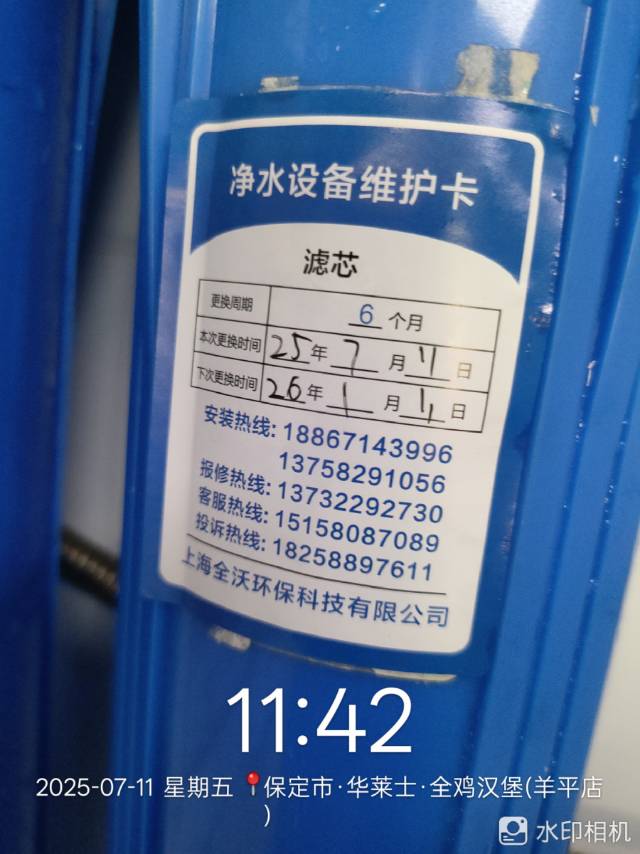 净水设备维护卡
滤芯
更换周期 6 个月
本次更换时间 25 年 7 月 11 日
下次更换时间 26 年 1 月 11 日
安装热线: 18867143996
13758291056
报修热线: 13732292730
客服热线: 15158087089
投诉热线: 18258897611
上海全沃环保科技有限公司
11:42
2025-07-11 星期五 📍保定市·华莱士·全鸡汉堡(羊平店
)
水印相机